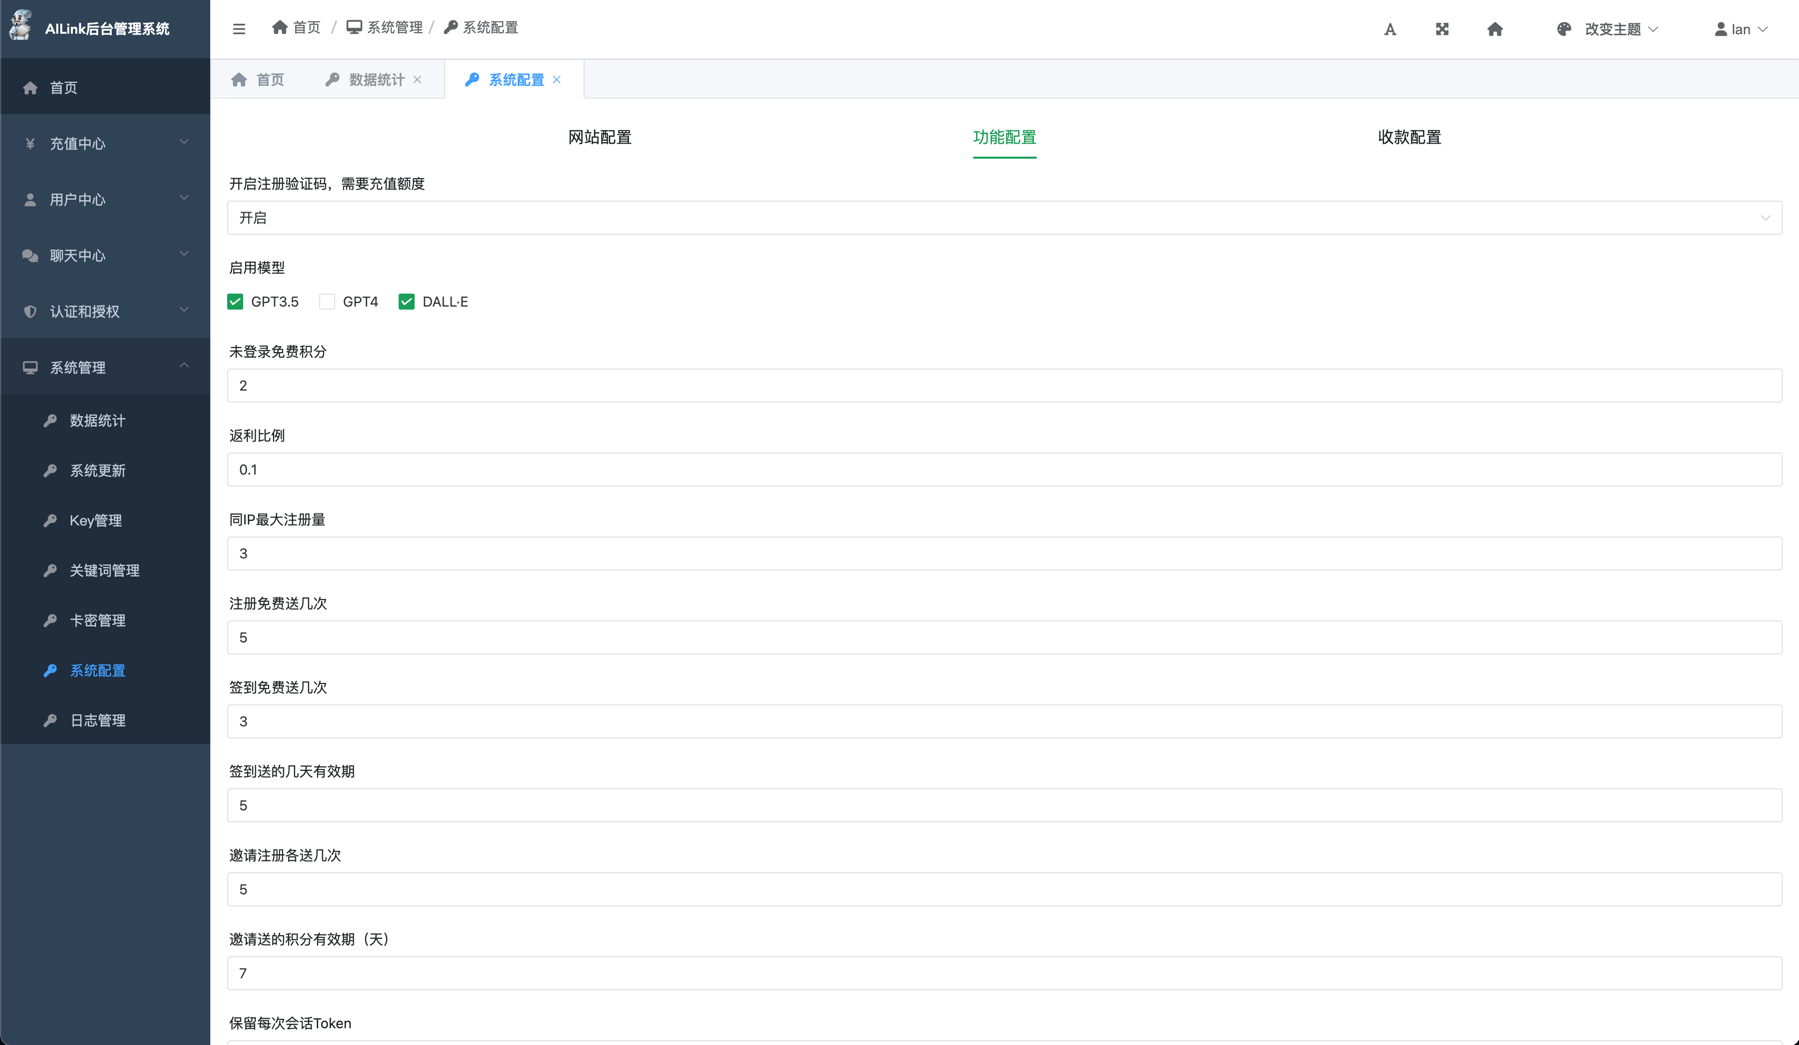 AILink后台管理系统
首页 / 系统管理 / 系统配置
改变主题
lan
首页
数据统计
系统配置
首页
充值中心
用户中心
聊天中心
认证和授权
系统管理
数据统计
系统更新
Key管理
关键词管理
卡密管理
系统配置
日志管理
网站配置
功能配置
收款配置
开启注册验证码，需要充值额度
开启
启用模型
GPT3.5
GPT4
DALL·E
未登录免费积分
2
返利比例
0.1
同IP最大注册量
3
注册免费送几次
5
签到免费送几次
3
签到送的几天有效期
5
邀请注册各送几次
5
邀请送的积分有效期（天）
7
保留每次会话Token